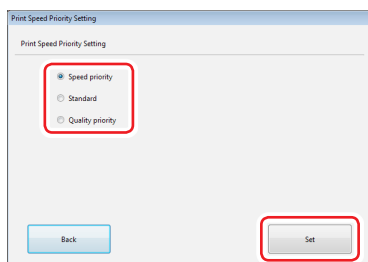 Print Speed Priority Setting
Print Speed Priority Setting
Speed priority
Standard
Quality priority
Back
Set